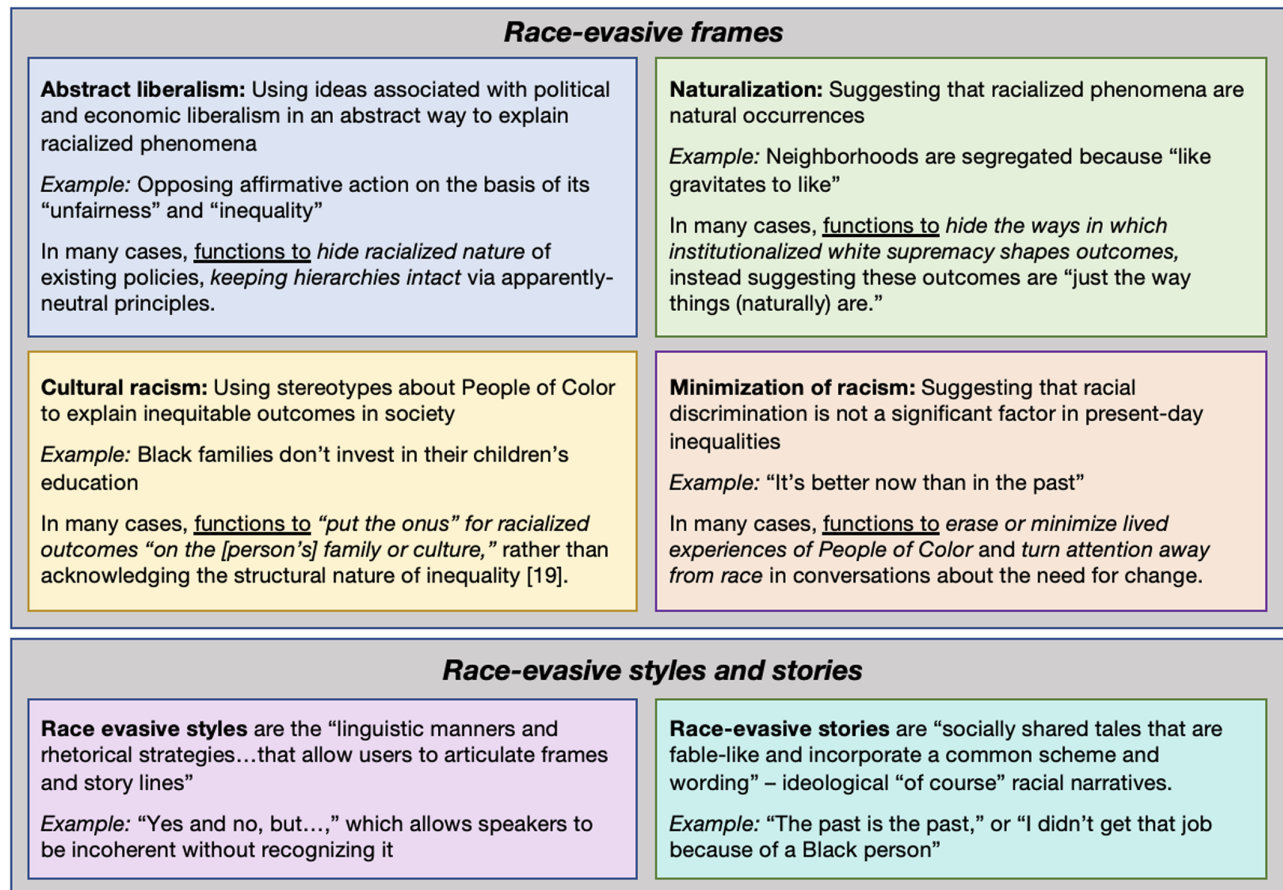 Race-evasive frames
Abstract liberalism: Using ideas associated with political
and economic liberalism in an abstract way to explain
racialized phenomena
Example: Opposing affirmative action on the basis of its
“unfairness” and “inequality”
In many cases, functions to hide racialized nature of
existing policies, keeping hierarchies intact via apparently-
neutral principles.
Naturalization: Suggesting that racialized phenomena are
natural occurrences
Example: Neighborhoods are segregated because “like
gravitates to like”
In many cases, functions to hide the ways in which
institutionalized white supremacy shapes outcomes,
instead suggesting these outcomes are “just the way
things (naturally) are.”
Cultural racism: Using stereotypes about People of Color
to explain inequitable outcomes in society
Example: Black families don’t invest in their children’s
education
In many cases, functions to “put the onus” for racialized
outcomes “on the [person’s] family or culture,” rather than
acknowledging the structural nature of inequality [19].
Minimization of racism: Suggesting that racial
discrimination is not a significant factor in present-day
inequalities
Example: “It’s better now than in the past”
In many cases, functions to erase or minimize lived
experiences of People of Color and turn attention away
from race in conversations about the need for change.
Race-evasive styles and stories
Race evasive styles are the “linguistic manners and
rhetorical strategies…that allow users to articulate frames
and story lines”
Example: “Yes and no, but…,” which allows speakers to
be incoherent without recognizing it
Race-evasive stories are “socially shared tales that are
fable-like and incorporate a common scheme and
wording” – ideological “of course” racial narratives.
Example: “The past is the past,” or “I didn’t get that job
because of a Black person”